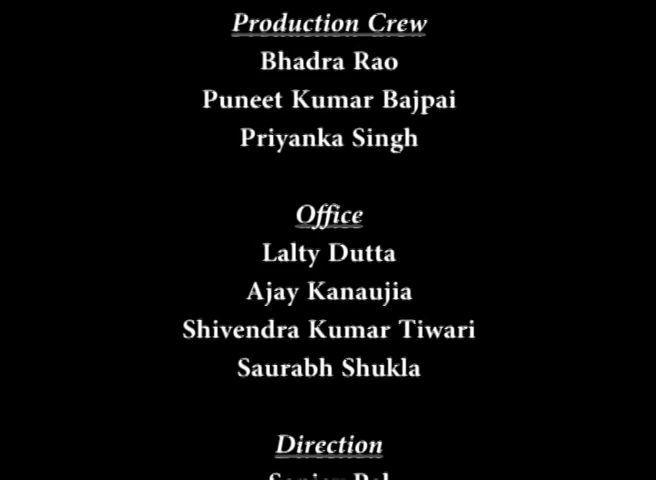 Production Crew
Bhadra Rao
Puneet Kumar Bajpai
Priyanka Singh
Office
Lalty Dutta
Ajay Kanaujia
Shivendra Kumar Tiwari
Saurabh Shukla
Direction